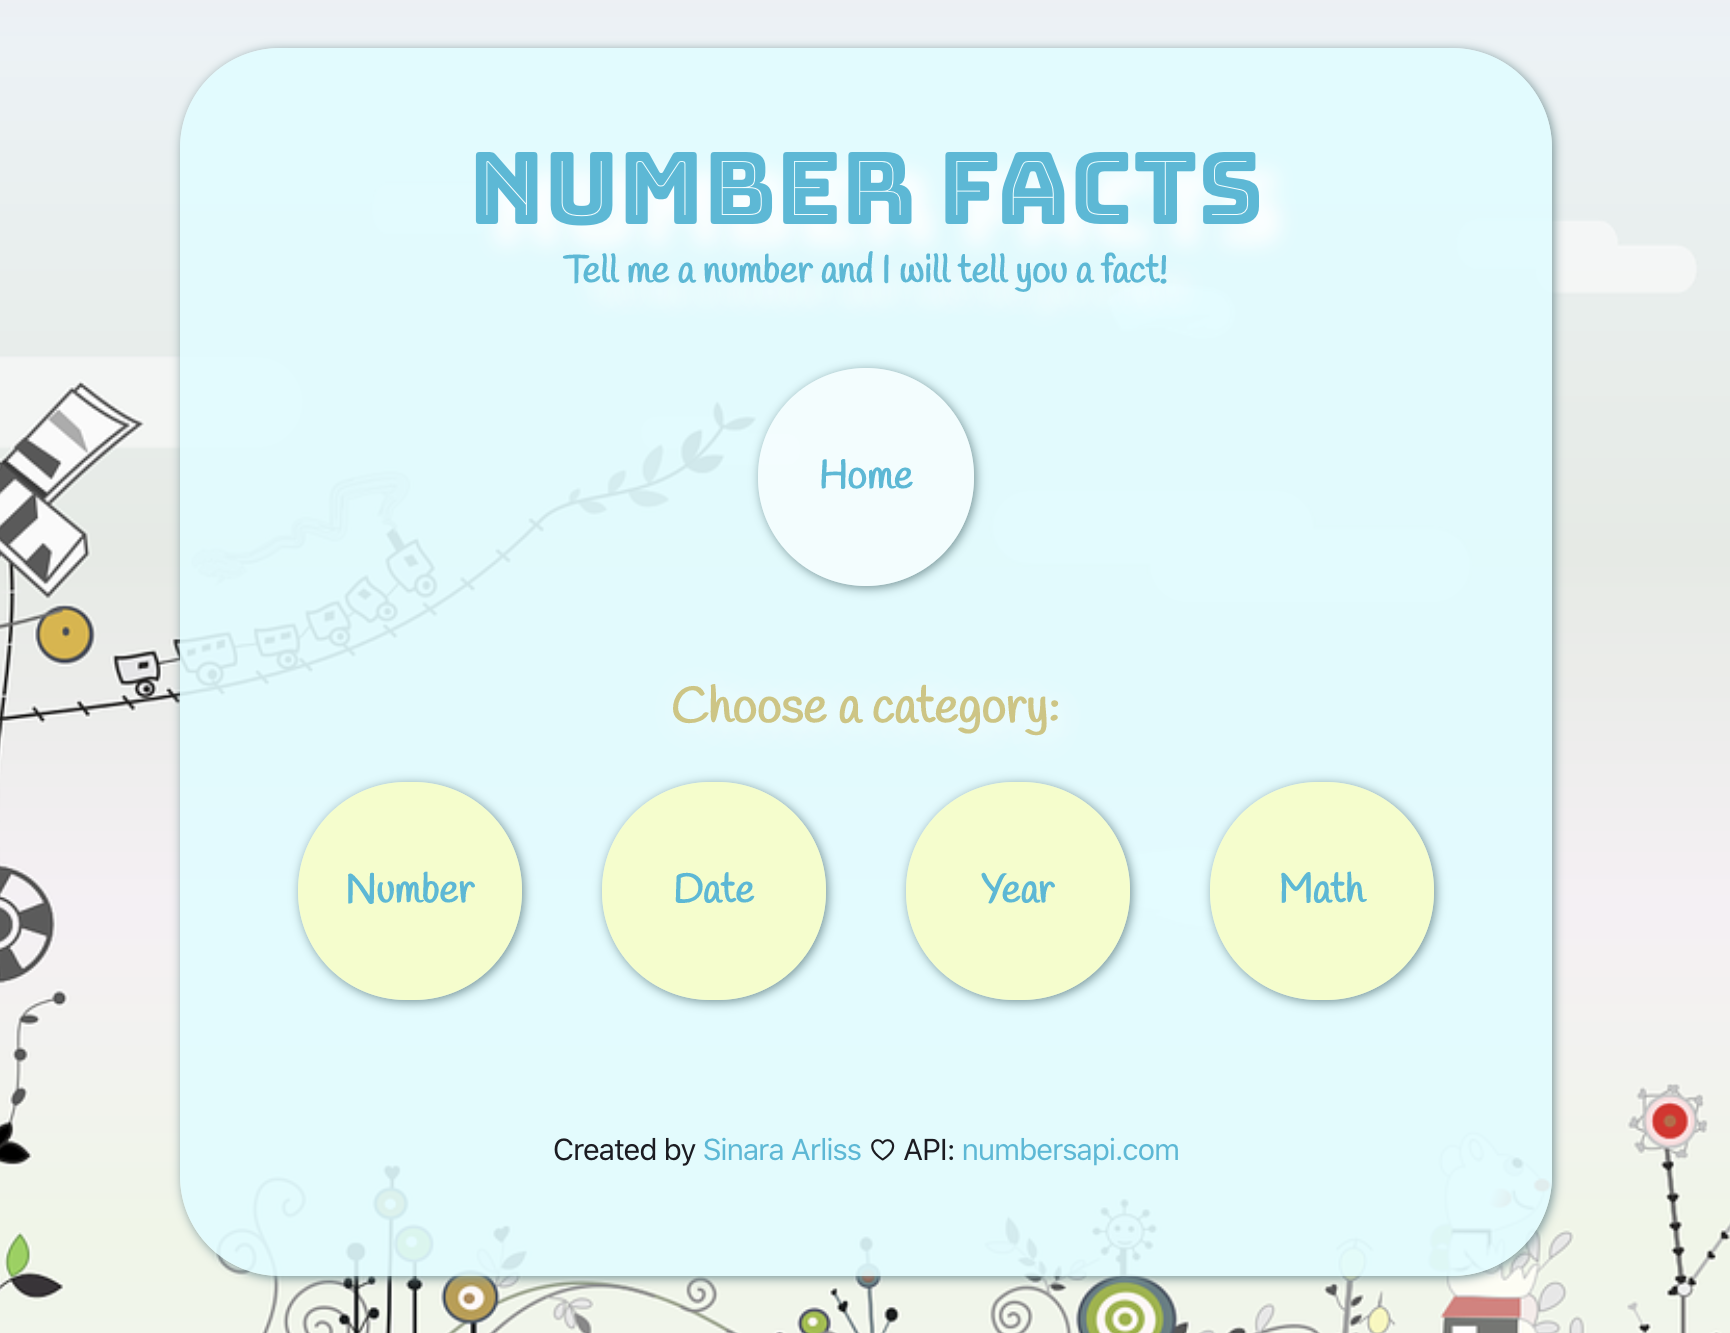 NUMBER FACTS
Tell me a number and I will tell you a fact!
Home
Choose a category:
Number
Date
Year
Math
Created by Sinara Arliss ♡ API: numbersapi.com